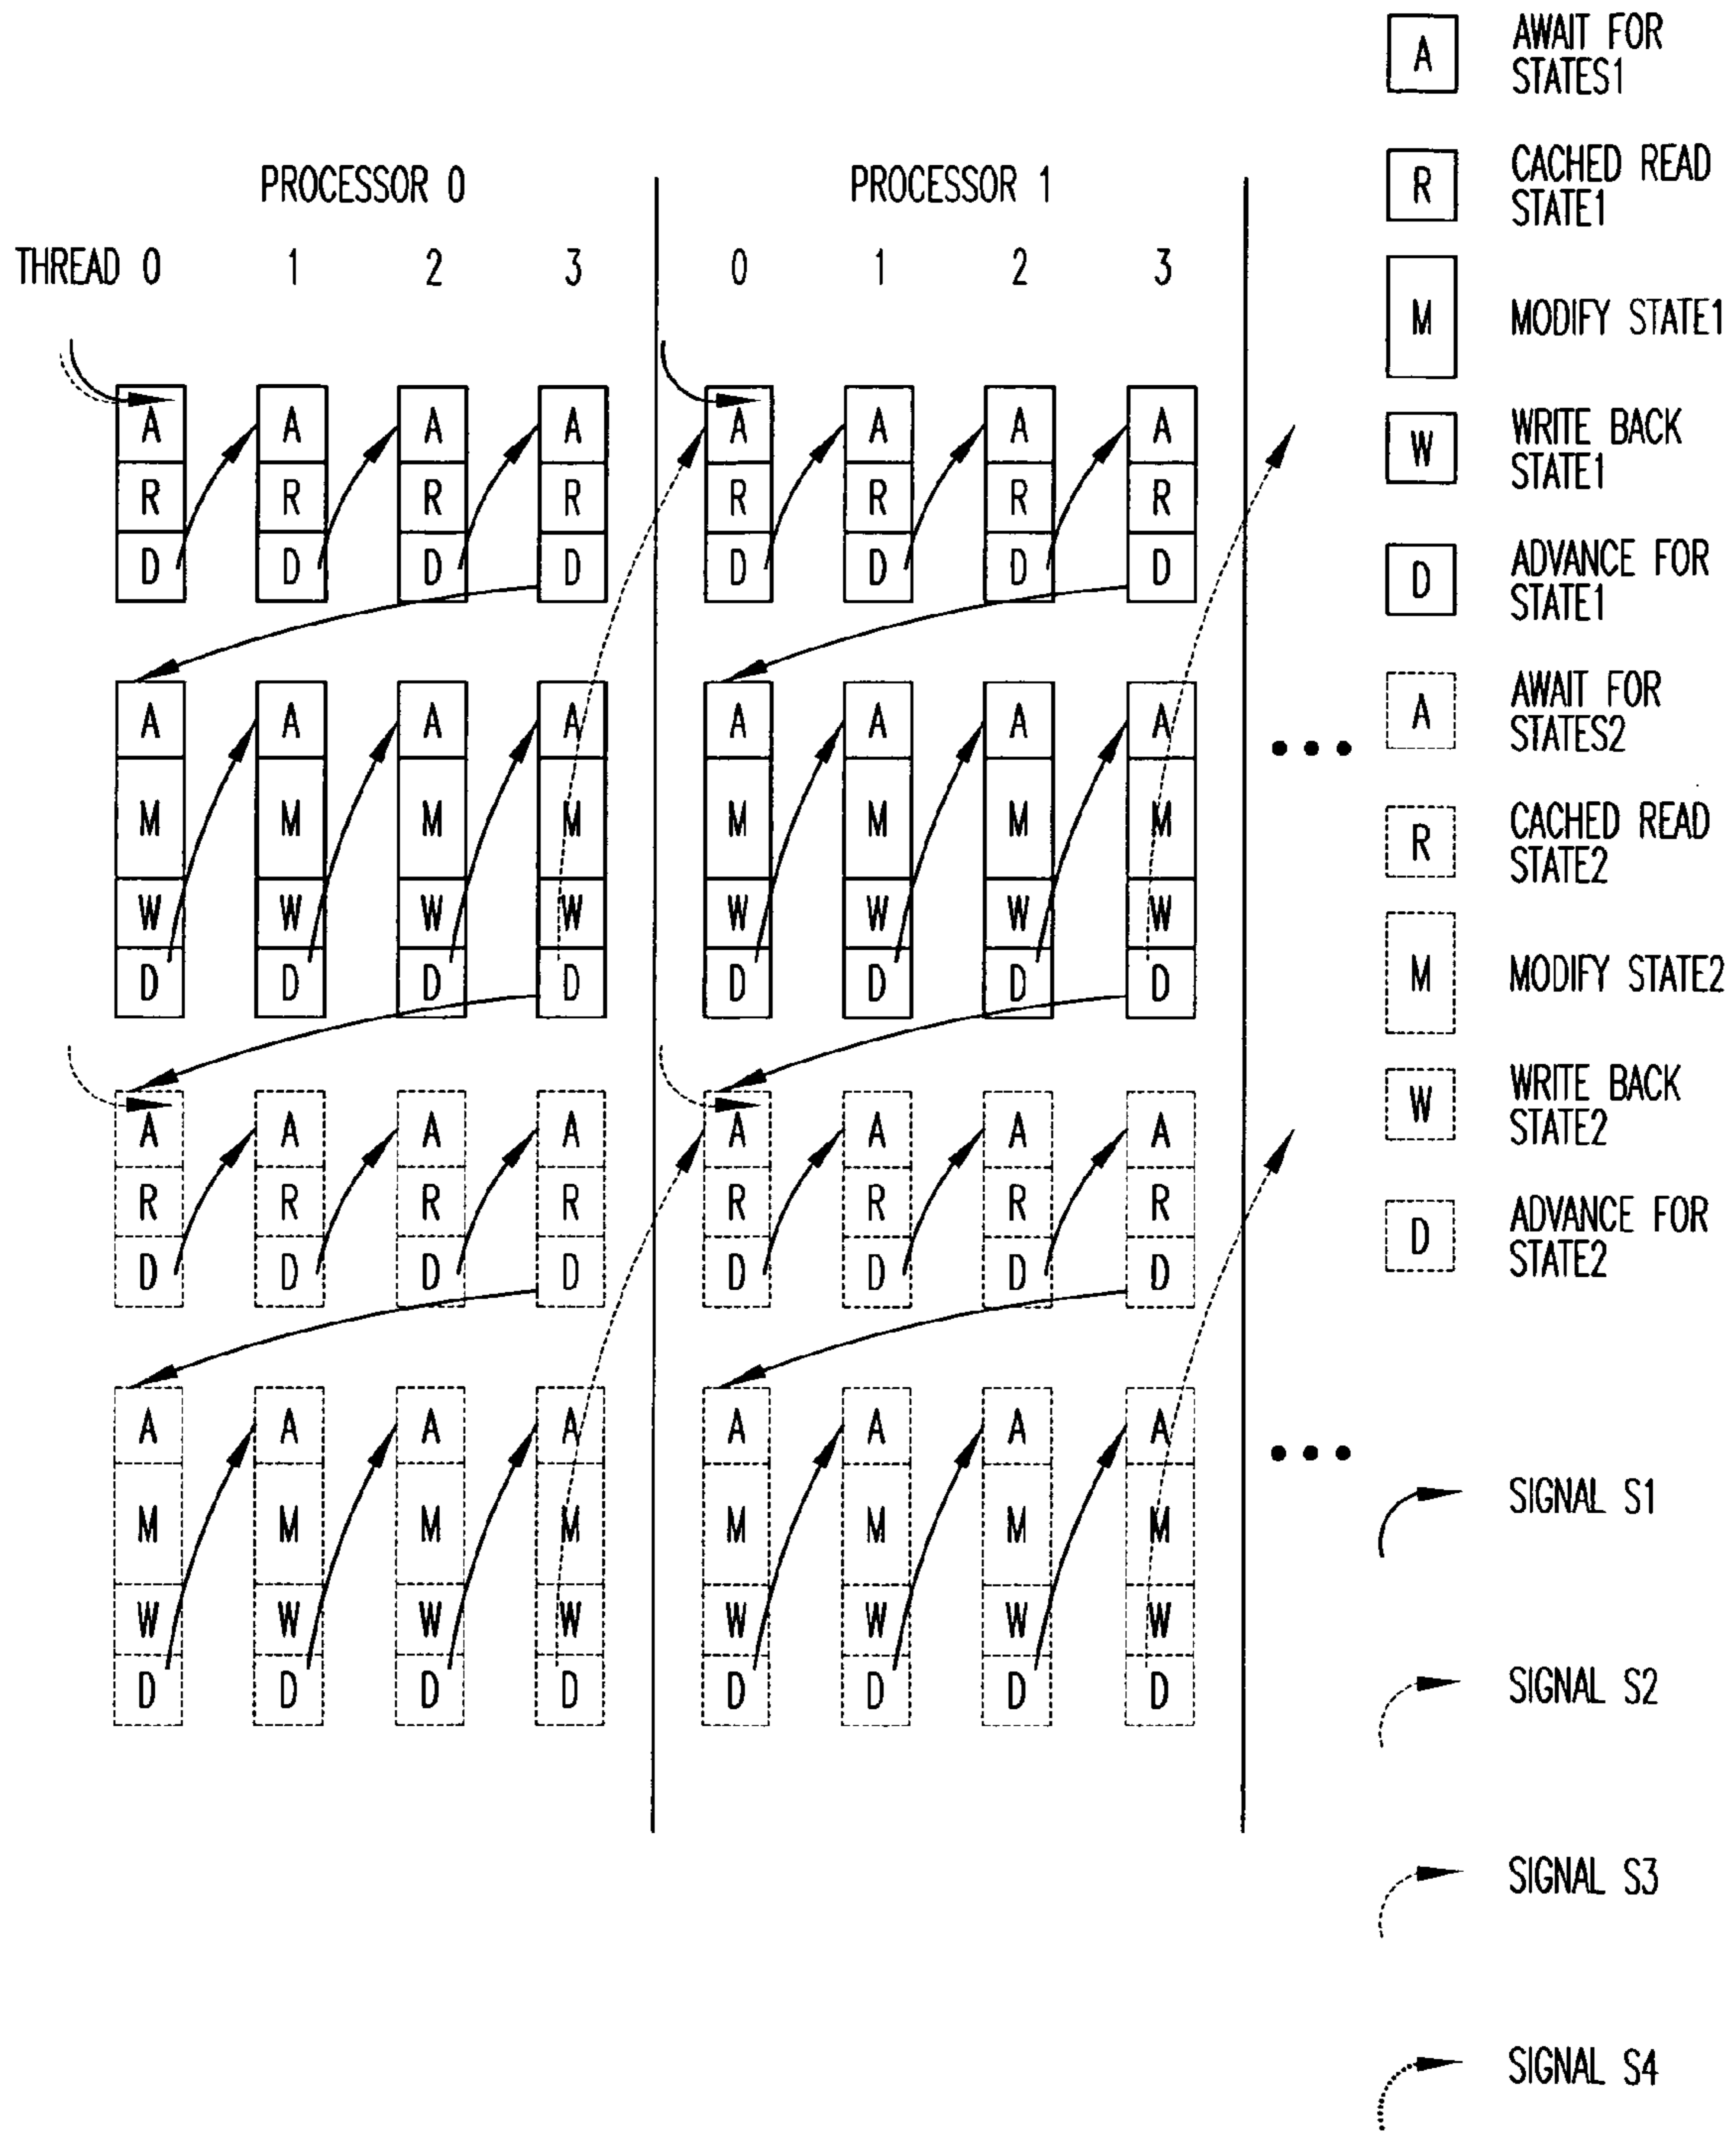 PROCESSOR 0 PROCESSOR 1
THREAD 0 1 2 3 0 1 2 3
A A A A A A A A
R R R R R R R R
D D D D D D D D
A A A A A A A A
M M M M M M M M
W W W W W W W W
D D D D D D D D
A A A A A A A A
R R R R R R R R
D D D D D D D D
A A A A A A A A
M M M M M M M M
W W W W W W W W
D D D D D D D D
A AWAIT FOR
STATES1
R CACHED READ
STATE1
M MODIFY STATE1
W WRITE BACK
STATE1
D ADVANCE FOR
STATE1
A AWAIT FOR
STATES2
R CACHED READ
STATE2
M MODIFY STATE2
W WRITE BACK
STATE2
D ADVANCE FOR
STATE2
SIGNAL S1
SIGNAL S2
SIGNAL S3
SIGNAL S4